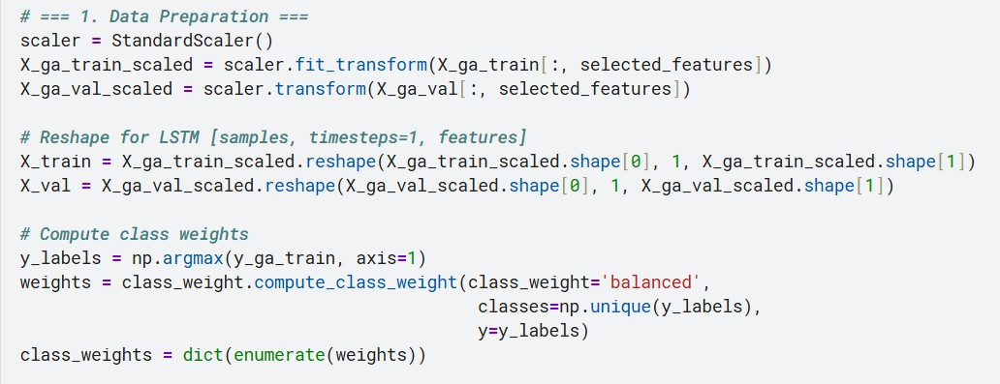 # === 1. Data Preparation ===
scaler = StandardScaler()
X_ga_train_scaled = scaler.fit_transform(X_ga_train[:, selected_features])
X_ga_val_scaled = scaler.transform(X_ga_val[:, selected_features])

# Reshape for LSTM [samples, timesteps=1, features]
X_train = X_ga_train_scaled.reshape(X_ga_train_scaled.shape[0], 1, X_ga_train_scaled.shape[1])
X_val = X_ga_val_scaled.reshape(X_ga_val_scaled.shape[0], 1, X_ga_val_scaled.shape[1])

# Compute class weights
y_labels = np.argmax(y_ga_train, axis=1)
weights = class_weight.compute_class_weight(class_weight='balanced',
                                            classes=np.unique(y_labels),
                                            y=y_labels)
class_weights = dict(enumerate(weights))